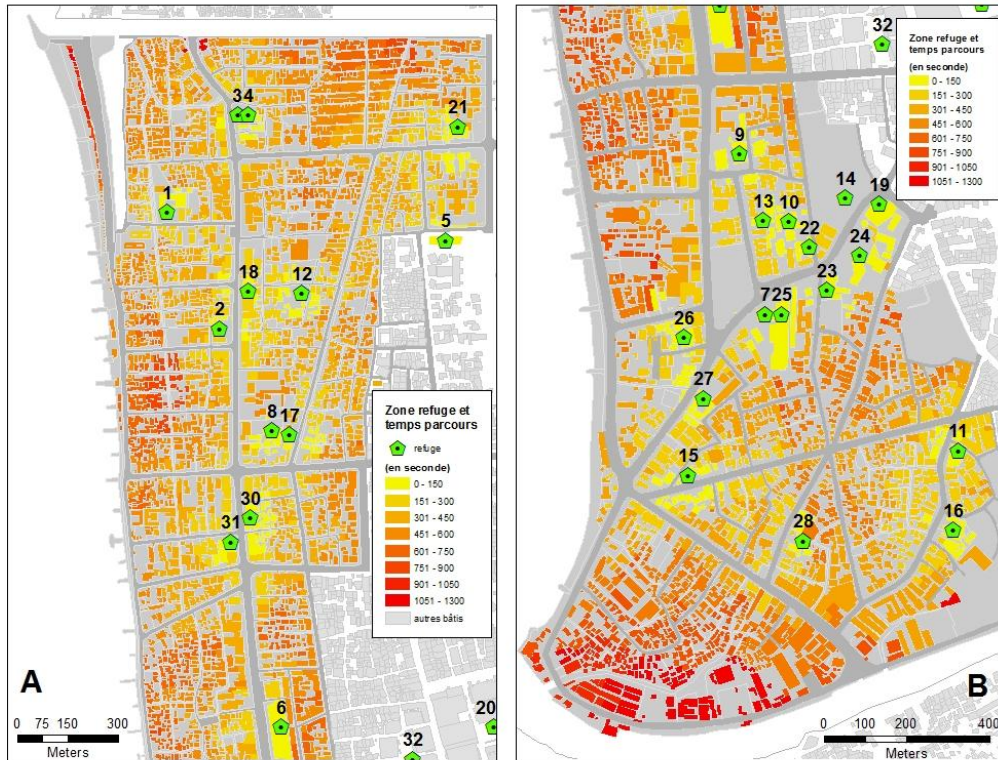 34
21
1
5
18
12
2
8
17
30
31
6
32
20
Zone refuge et
temps parcours
refuge
(en seconde)
0 - 150
151 - 300
301 - 450
451 - 600
601 - 750
751 - 900
901 - 1050
1051 - 1300
autres bâtis
A
0 75 150 300
Meters
32
Zone refuge et
temps parcours
(en seconde)
0 - 150
151 - 300
301 - 450
451 - 600
601 - 750
751 - 900
901 - 1050
1051 - 1300
9
14
19
13
10
22
24
23
7
25
26
27
15
11
28
16
B
0 100 200 400
Meters